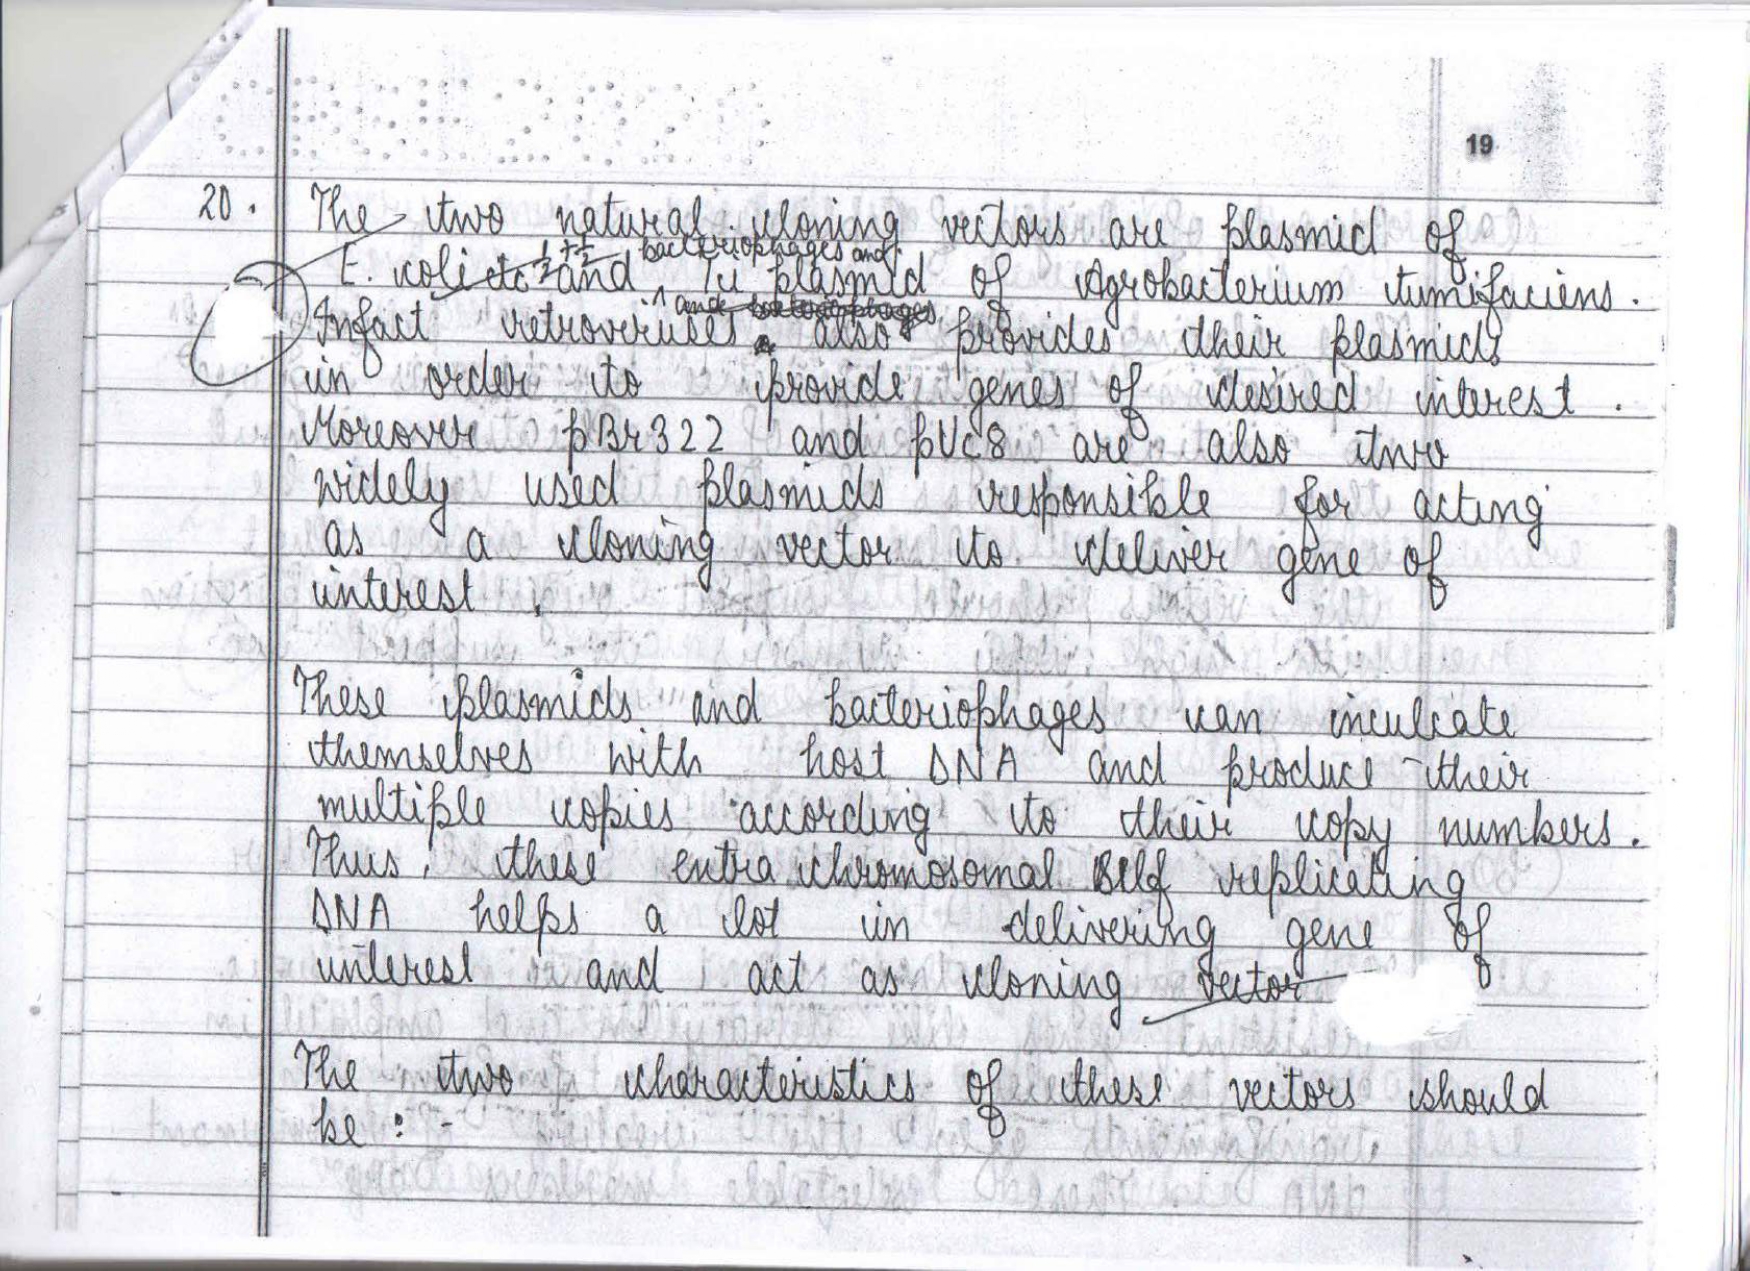 19
20. The two natural cloning vectors are plasmid of
E. coli etc ½+½ and bacteriophages and Ti plasmid of Agrobacterium tumifaciens.
Infact retroveruses also provides their plasmids
in order to provide genes of desired interest.
Moreover pBr322 and pUc8 are also two
widely used plasmids responsible for acting
as a cloning vector to deliver gene of
interest.
These plasmids and bacteriophages can inculcate
themselves with host DNA and produce their
multiple copies according to their copy numbers.
Thus, these extra chromosomal self replicating
DNA helps a lot in delivering gene of
interest and act as cloning vector
The two characteristics of these vectors should
be :-